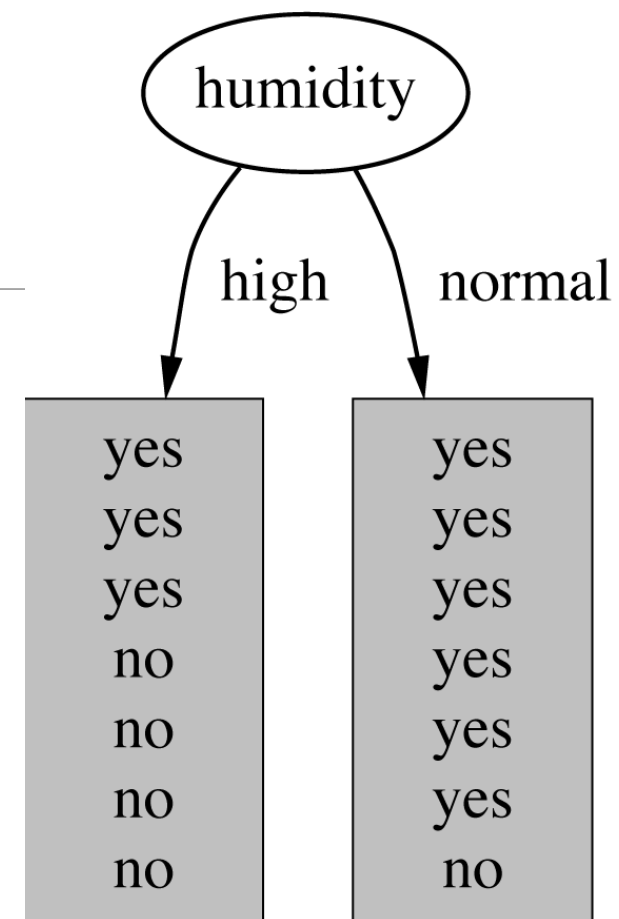 humidity
high normal
yes yes
yes yes
yes yes
no yes
no yes
no yes
no no